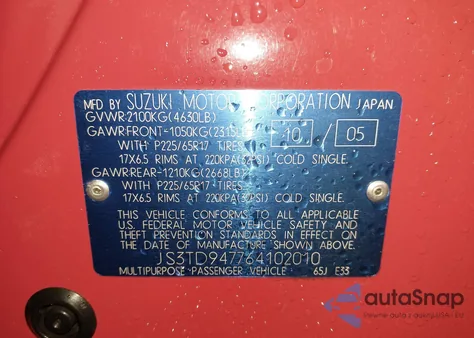 MFD BY SUZUKI MOTOR CORPORATION JAPAN
GVWR:2100KG(4630LB)
GAWR:FRONT-1050KG(2315LB) 10 / 05
WITH P225/65R17 TIRES
17X6.5 RIMS AT 220KPA(32PSI) COLD SINGLE.
GAWR:REAR-1210KG(2668LB)
WITH P225/65R17 TIRES
17X6.5 RIMS AT 220KPA(32PSI) COLD SINGLE.
THIS VEHICLE CONFORMS TO ALL APPLICABLE
U.S. FEDERAL MOTOR VEHICLE SAFETY AND
THEFT PREVENTION STANDARDS IN EFFECT ON
THE DATE OF MANUFACTURE SHOWN ABOVE.
JS3TD947764102010
MULTIPURPOSE PASSENGER VEHICLE 65J E33
autaSnap